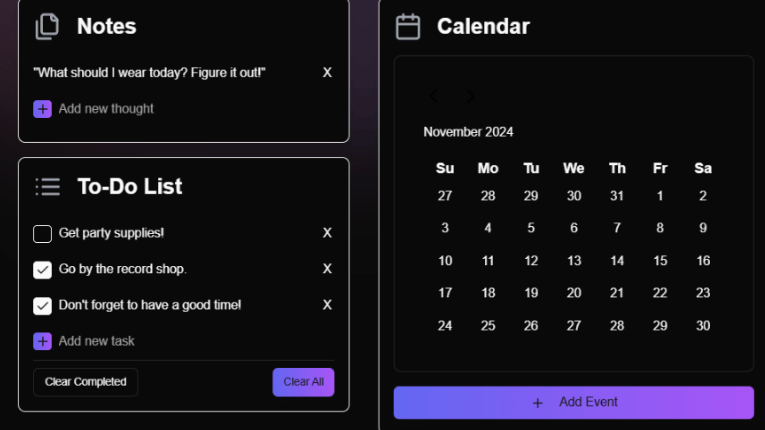 Notes
"What should I wear today? Figure it out!" X
Add new thought
To-Do List
Get party supplies! X
Go by the record shop. X
Don't forget to have a good time! X
Add new task
Clear Completed Clear All
Calendar
November 2024
Su Mo Tu We Th Fr Sa
27 28 29 30 31 1 2
3 4 5 6 7 8 9
10 11 12 13 14 15 16
17 18 19 20 21 22 23
24 25 26 27 28 29 30
+ Add Event